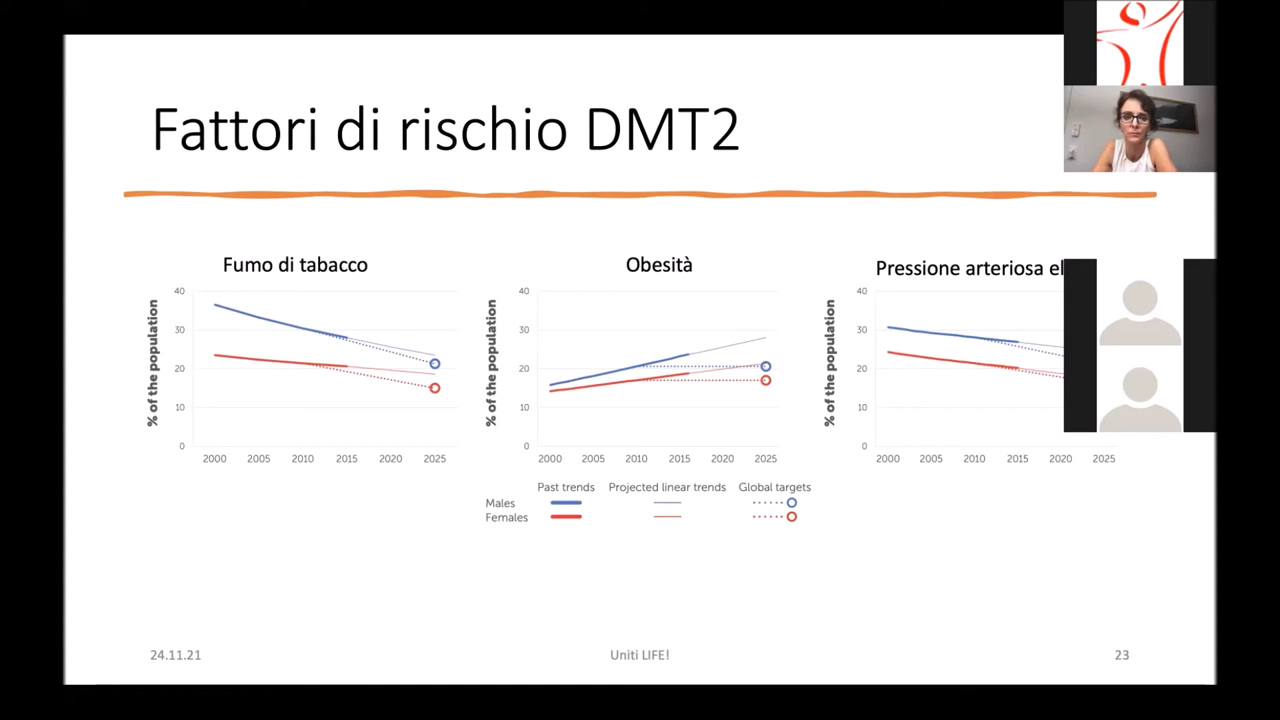 Fattori di rischio DMT2
Fumo di tabacco
% of the population
40
30
20
10
0
2000 2005 2010 2015 2020 2025
Obesità
% of the population
40
30
20
10
0
2000 2005 2010 2015 2020 2025
Pressione arteriosa el
% of the population
40
30
20
10
0
2000 2005 2010 2015 2020 2025
Past trends Projected linear trends Global targets
Males
Females
24.11.21 Uniti LIFE! 23